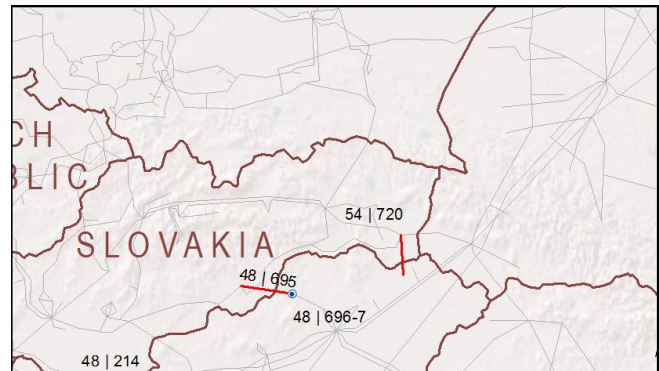 CH
BLIC
54 | 720
SLOVAKIA
48 | 695
48 | 696-7
48 | 214